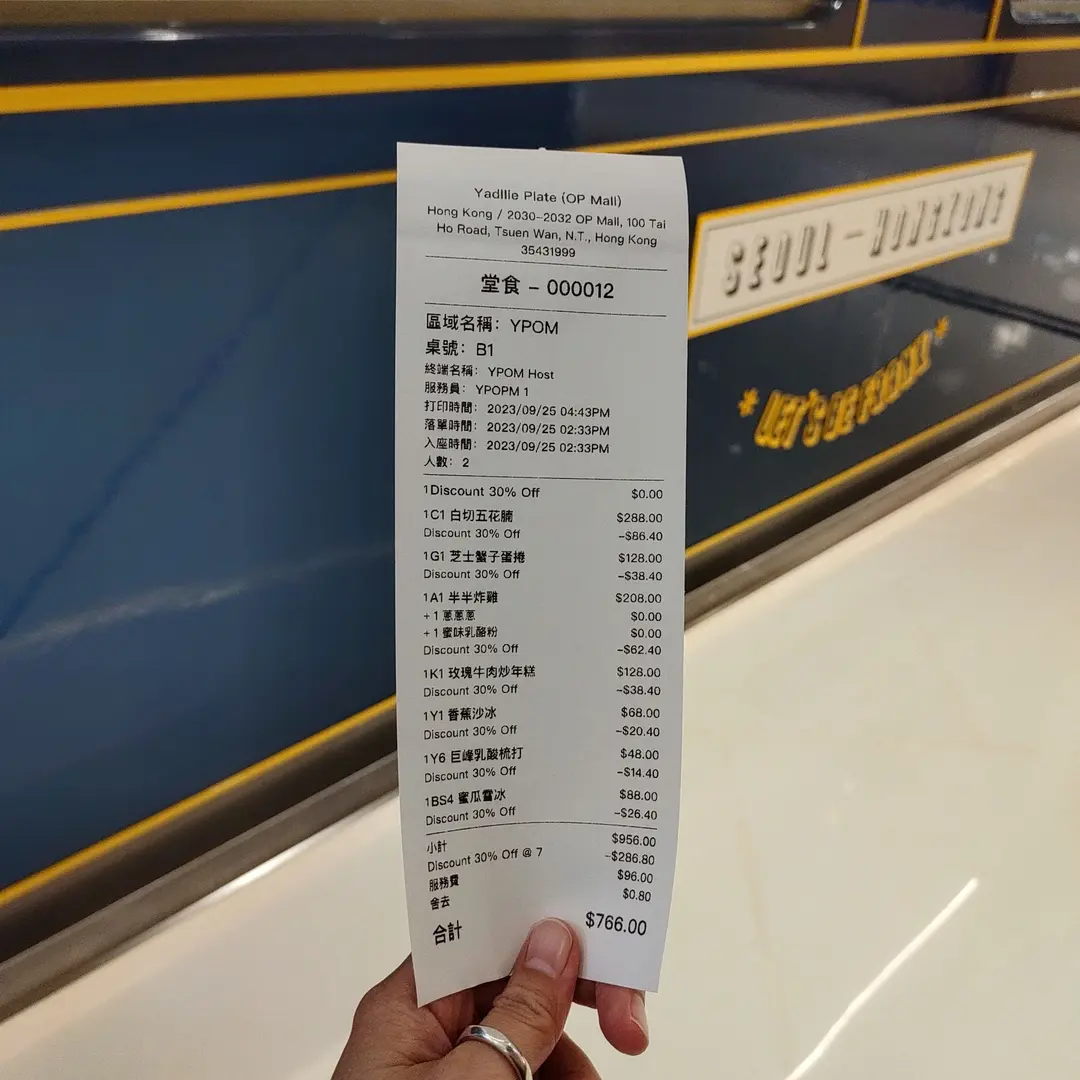 Yadllie Plate (OP Mall)
Hong Kong / 2030-2032 OP Mall, 100 Tai
Ho Road, Tsuen Wan, N.T., Hong Kong
35431999
堂食 - 000012
區域名稱: YPOM
桌號: B1
終端名稱: YPOM Host
服務員: YPOPM 1
打印時間: 2023/09/25 04:43PM
落單時間: 2023/09/25 02:33PM
入座時間: 2023/09/25 02:33PM
人數: 2
1Discount 30% Off $0.00
1C1 白切五花腩 $288.00
Discount 30% Off -$86.40
1G1 芝士蟹子蛋捲 $128.00
Discount 30% Off -$38.40
1A1 半半炸雞 $208.00
+1 蔥蔥蔥 $0.00
+1 蜜味乳酪粉 $0.00
Discount 30% Off -$62.40
1K1 玫瑰牛肉炒年糕 $128.00
Discount 30% Off -$38.40
1Y1 香蕉沙冰 $68.00
Discount 30% Off -$20.40
1Y6 巨峰乳酸梳打 $48.00
Discount 30% Off -$14.40
1BS4 蜜瓜雪冰 $88.00
Discount 30% Off -$26.40
小計 $956.00
Discount 30% Off @ 7 -$286.80
服務費 $96.00
舍去 $0.80
合計 $766.00
SEOUL - HONGKONG
* LET'S BE FUNKY *